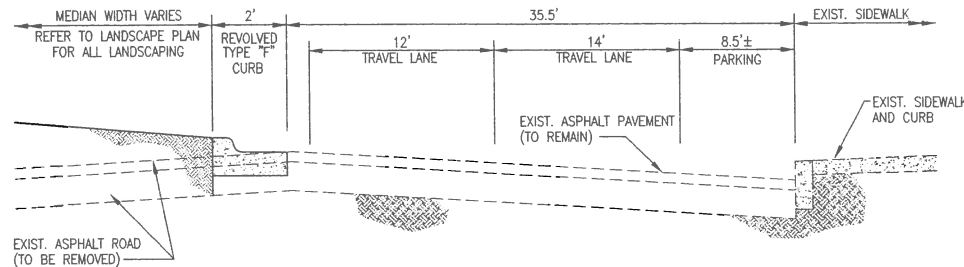 MEDIAN WIDTH VARIES
REFER TO LANDSCAPE PLAN
FOR ALL LANDSCAPING
2'
REVOLVED
TYPE "F"
CURB
35.5'
12'
TRAVEL LANE
14'
TRAVEL LANE
8.5'±
PARKING
EXIST. SIDEWALK
EXIST. SIDEWALK
AND CURB
EXIST. ASPHALT PAVEMENT
(TO REMAIN)
EXIST. ASPHALT ROAD
(TO BE REMOVED)